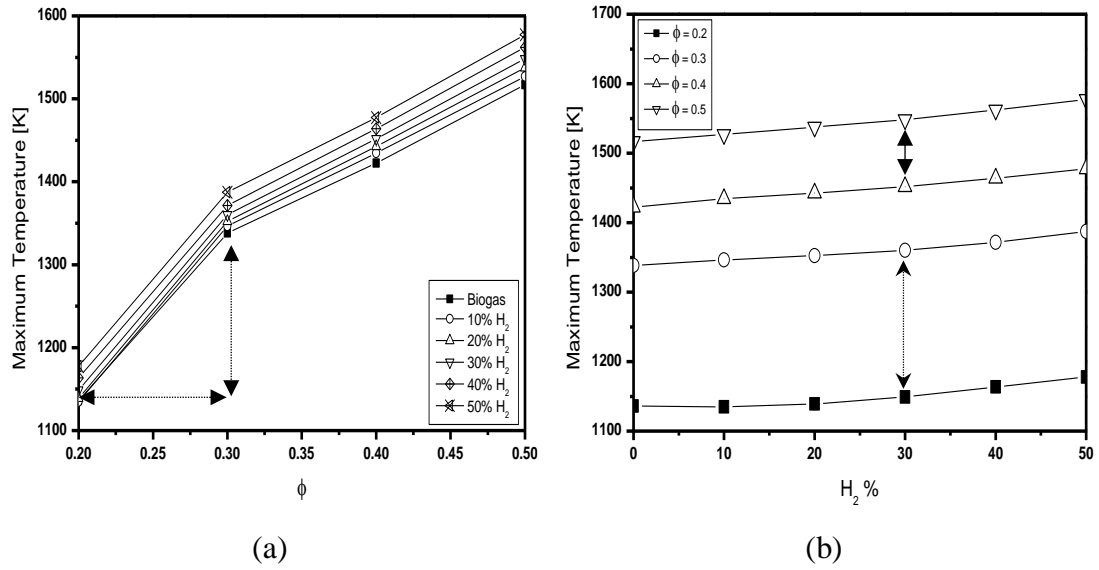 Maximum Temperature [K]
1600
1500
1400
1300
1200
1100
0.20 0.25 0.30 0.35 0.40 0.45 0.50
ϕ
Biogas
10% H₂
20% H₂
30% H₂
40% H₂
50% H₂
(a)
Maximum Temperature [K]
1700
1600
1500
1400
1300
1200
1100
0 10 20 30 40 50
H₂ %
ϕ = 0.2
ϕ = 0.3
ϕ = 0.4
ϕ = 0.5
(b)